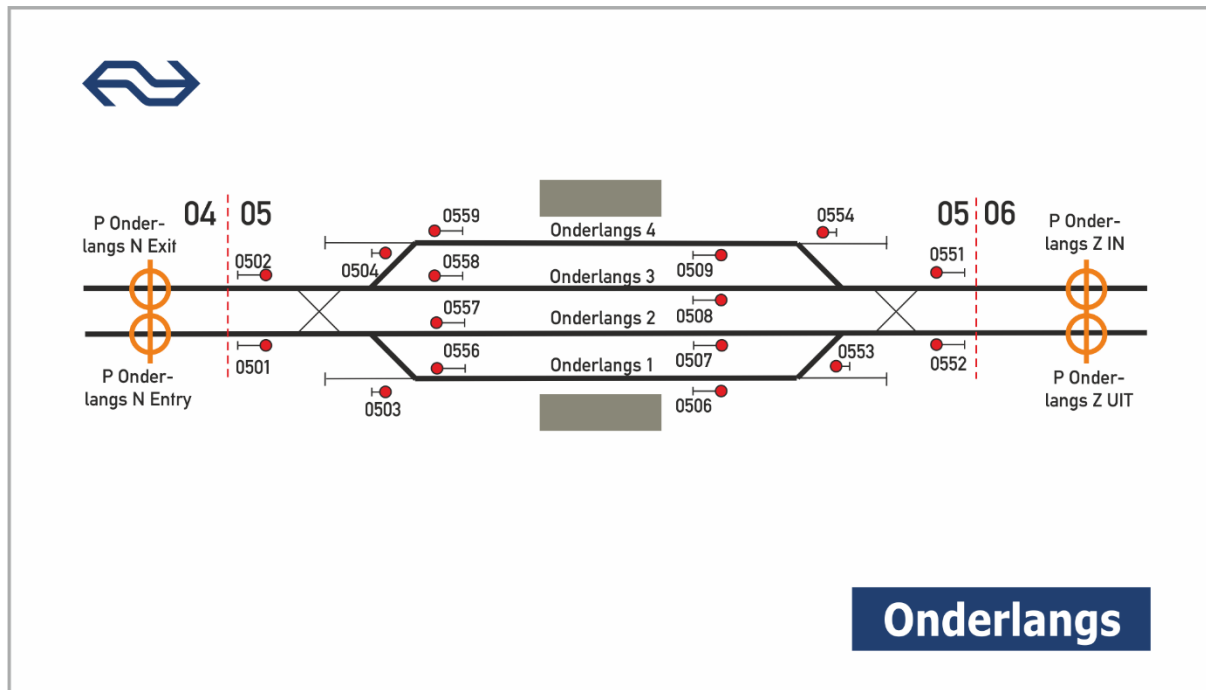 P Onder-
langs N Exit
04 05
0502
0504
0559
0558
Onderlangs 4
0554
0509
Onderlangs 3
05 06
0551
P Onder-
langs Z IN
0557
Onderlangs 2
0508
0501
P Onder-
langs N Entry
0556
Onderlangs 1
0507
0553
0552
P Onder-
langs Z UIT
0503
0506
Onderlangs